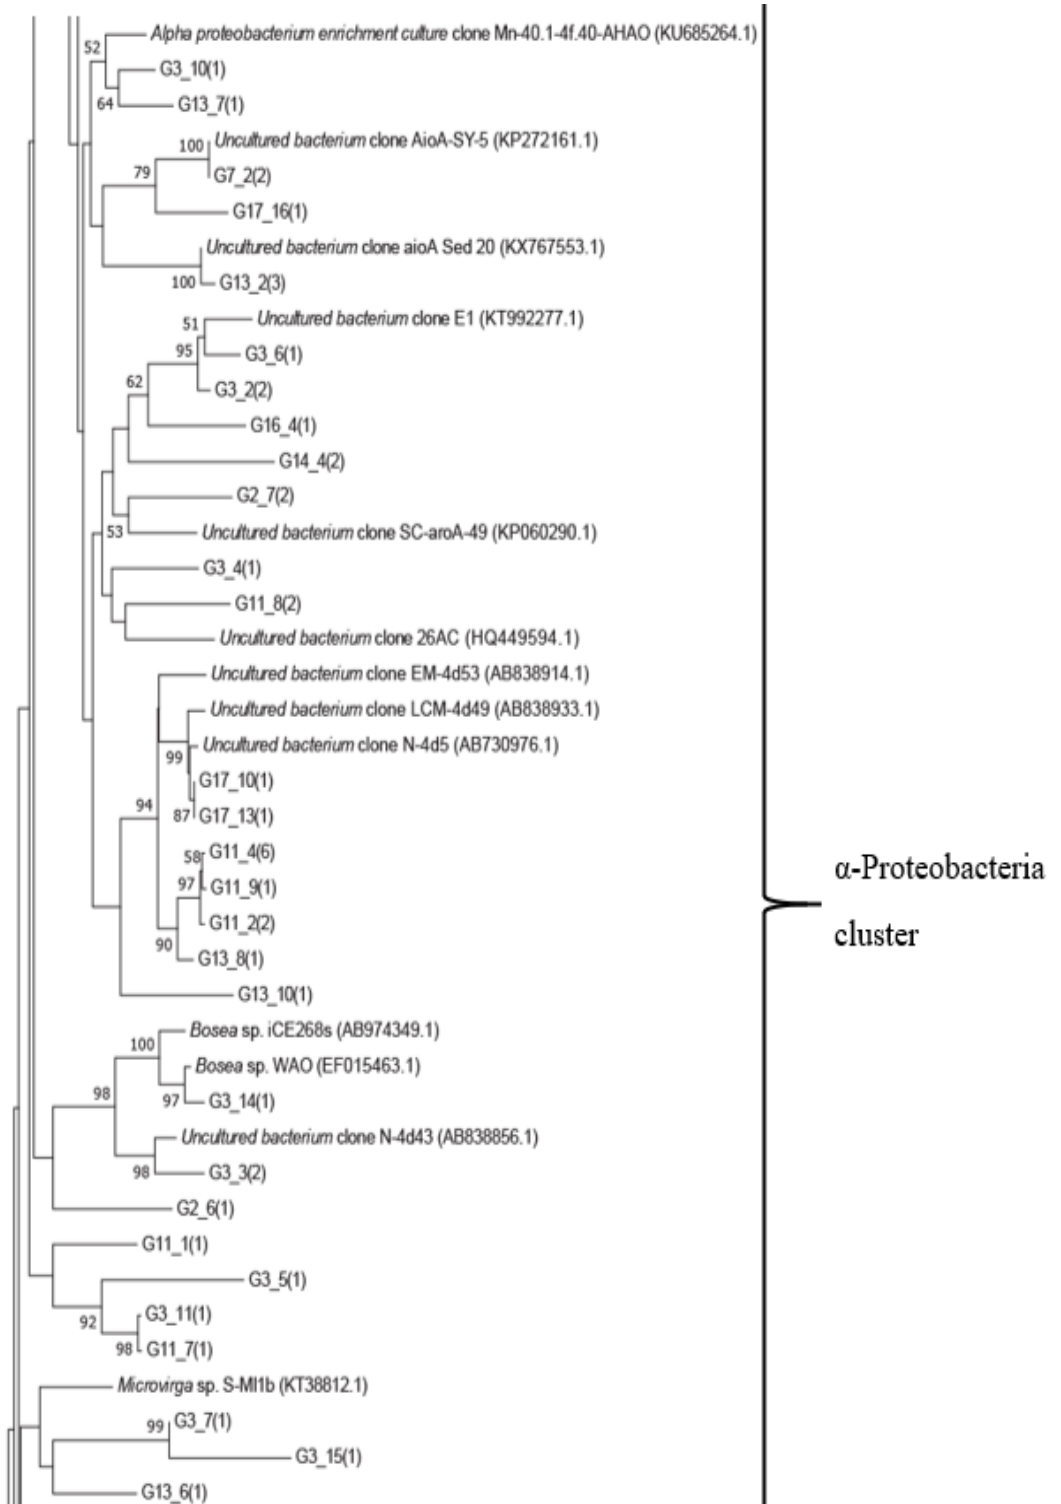 Alpha proteobacterium enrichment culture clone Mn-40.1-4f.40-AHAO (KU685264.1)
52
G3_10(1)
64
G13_7(1)
Uncultured bacterium clone AioA-SY-5 (KP272161.1)
100
G7_2(2)
79
G17_16(1)
Uncultured bacterium clone aioA Sed 20 (KX767553.1)
100
G13_2(3)
Uncultured bacterium clone E1 (KT992277.1)
51
95
G3_6(1)
62
G3_2(2)
G16_4(1)
G14_4(2)
G2_7(2)
53
Uncultured bacterium clone SC-aroA-49 (KP060290.1)
G3_4(1)
G11_8(2)
Uncultured bacterium clone 26AC (HQ449594.1)
Uncultured bacterium clone EM-4d53 (AB838914.1)
Uncultured bacterium clone LCM-4d49 (AB838933.1)
Uncultured bacterium clone N-4d5 (AB730976.1)
99
G17_10(1)
94
87
G17_13(1)
58
G11_4(6)
97
G11_9(1)
G11_2(2)
90
G13_8(1)
G13_10(1)
Bosea sp. iCE268s (AB974349.1)
100
Bosea sp. WAO (EF015463.1)
98
97
G3_14(1)
Uncultured bacterium clone N-4d43 (AB838856.1)
98
G3_3(2)
G2_6(1)
G11_1(1)
G3_5(1)
92
G3_11(1)
98
G11_7(1)
Microvirga sp. S-MI1b (KT38812.1)
99
G3_7(1)
G3_15(1)
G13_6(1)
α-Proteobacteria
cluster